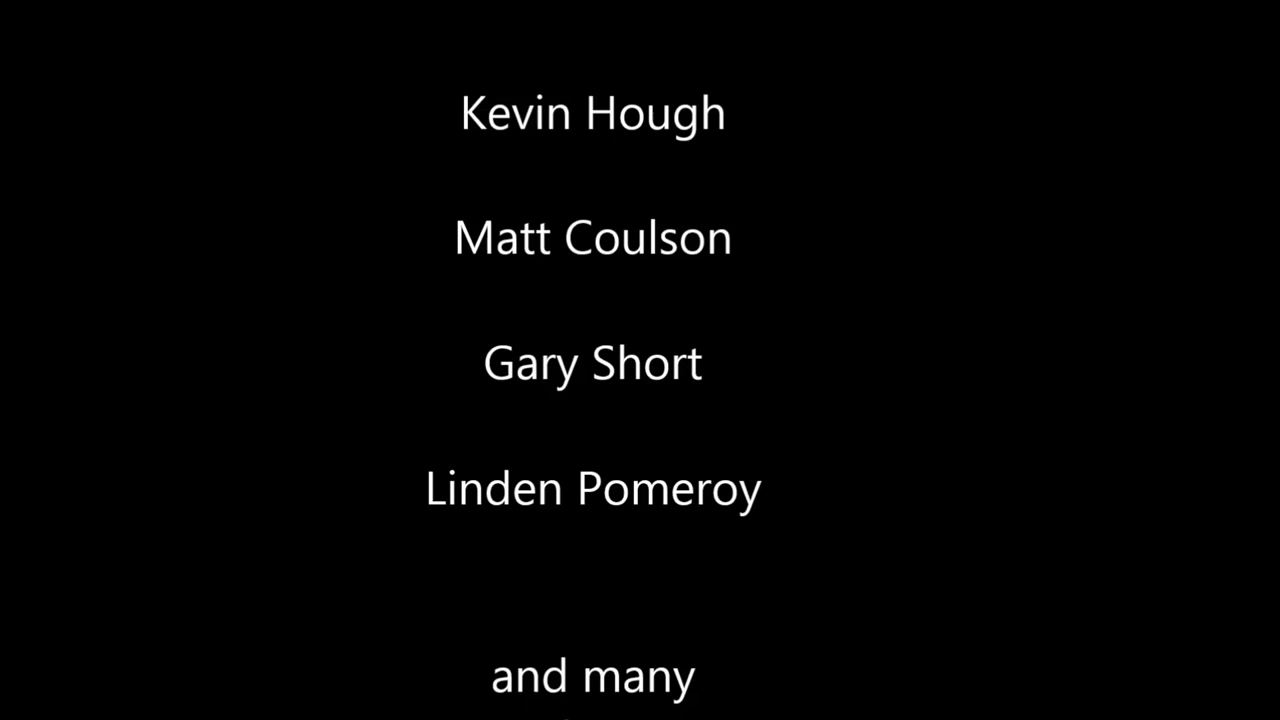 Kevin Hough
Matt Coulson
Gary Short
Linden Pomeroy
and many